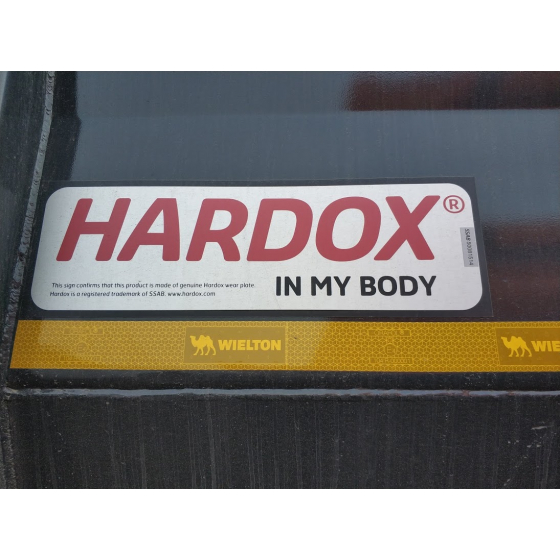 HARDOX®
IN MY BODY
This sign confirms that this product is made of genuine Hardox wear plate.
Hardox is a registered trademark of SSAB. www.hardox.com
WIELTON
WIE